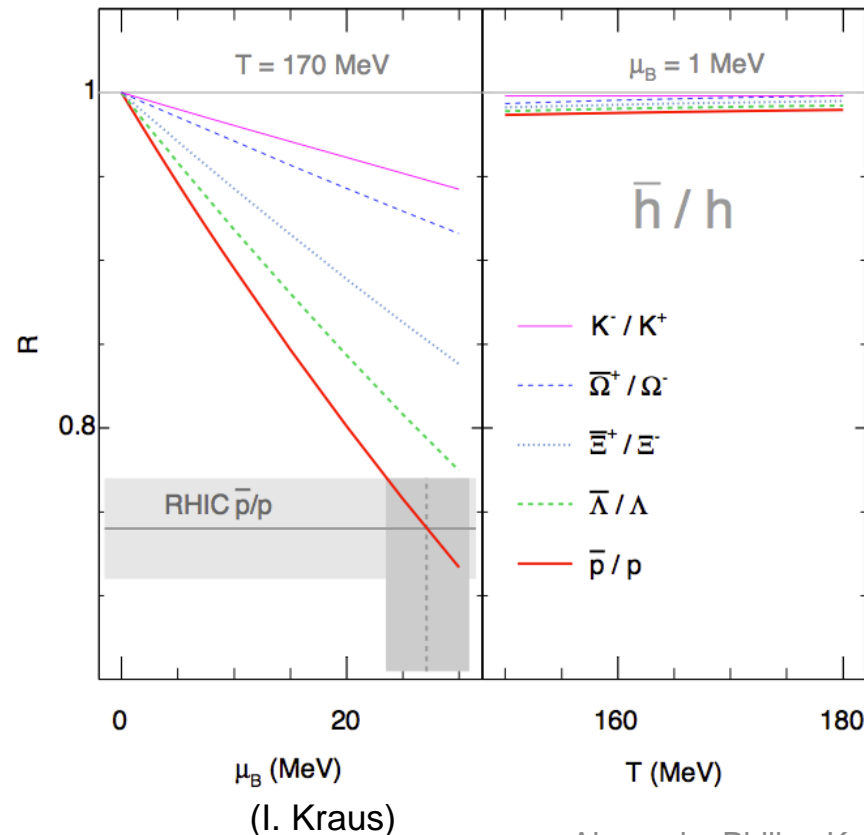 T = 170 MeV
μB = 1 MeV
1
h̅ / h
K⁻ / K⁺
Ω̅⁺ / Ω⁻
R
Ξ̅⁺ / Ξ⁻
0.8
Λ̅ / Λ
RHIC p̅/p
p̅ / p
0
20
160
180
μB (MeV)
T (MeV)
(I. Kraus)